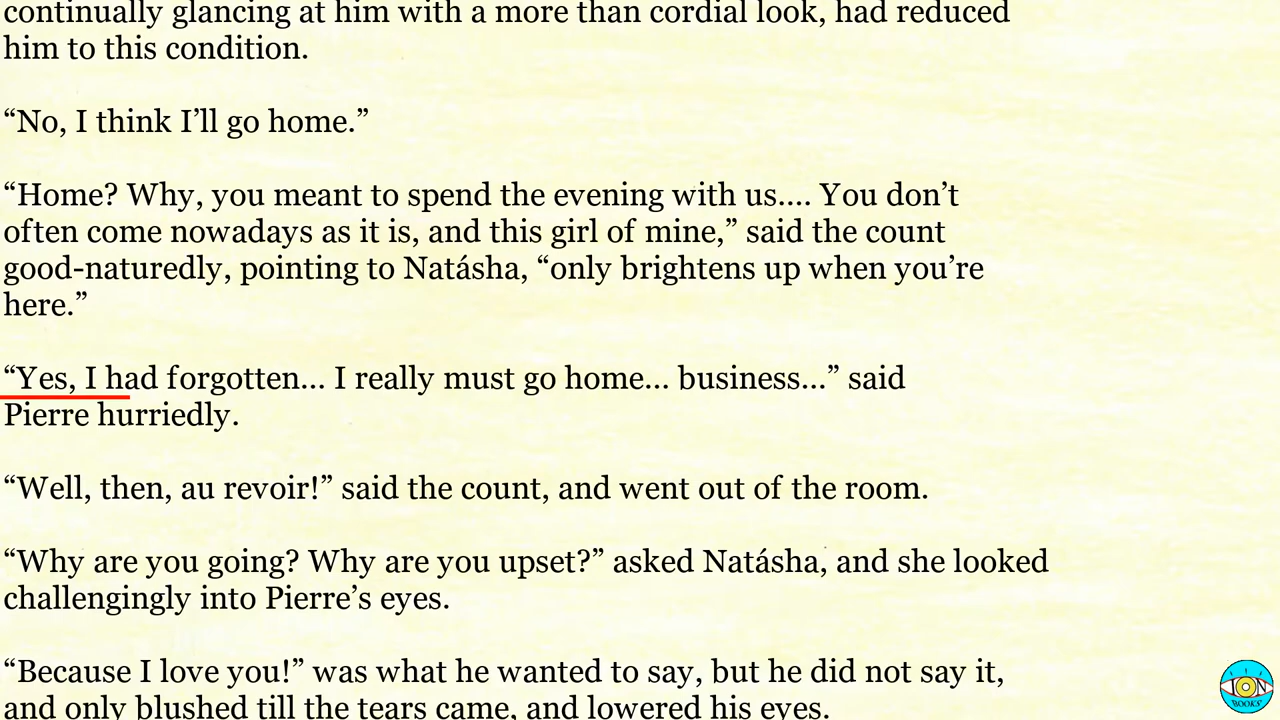 continually glancing at him with a more than cordial look, had reduced
him to this condition.
“No, I think I’ll go home.”
“Home? Why, you meant to spend the evening with us.... You don’t
often come nowadays as it is, and this girl of mine,” said the count
good-naturedly, pointing to Natásha, “only brightens up when you’re
here.”
“Yes, I had forgotten... I really must go home... business...” said
Pierre hurriedly.
“Well, then, au revoir!” said the count, and went out of the room.
“Why are you going? Why are you upset?” asked Natásha, and she looked
challengingly into Pierre’s eyes.
“Because I love you!” was what he wanted to say, but he did not say it,
and only blushed till the tears came, and lowered his eyes.
ION
BOOKS